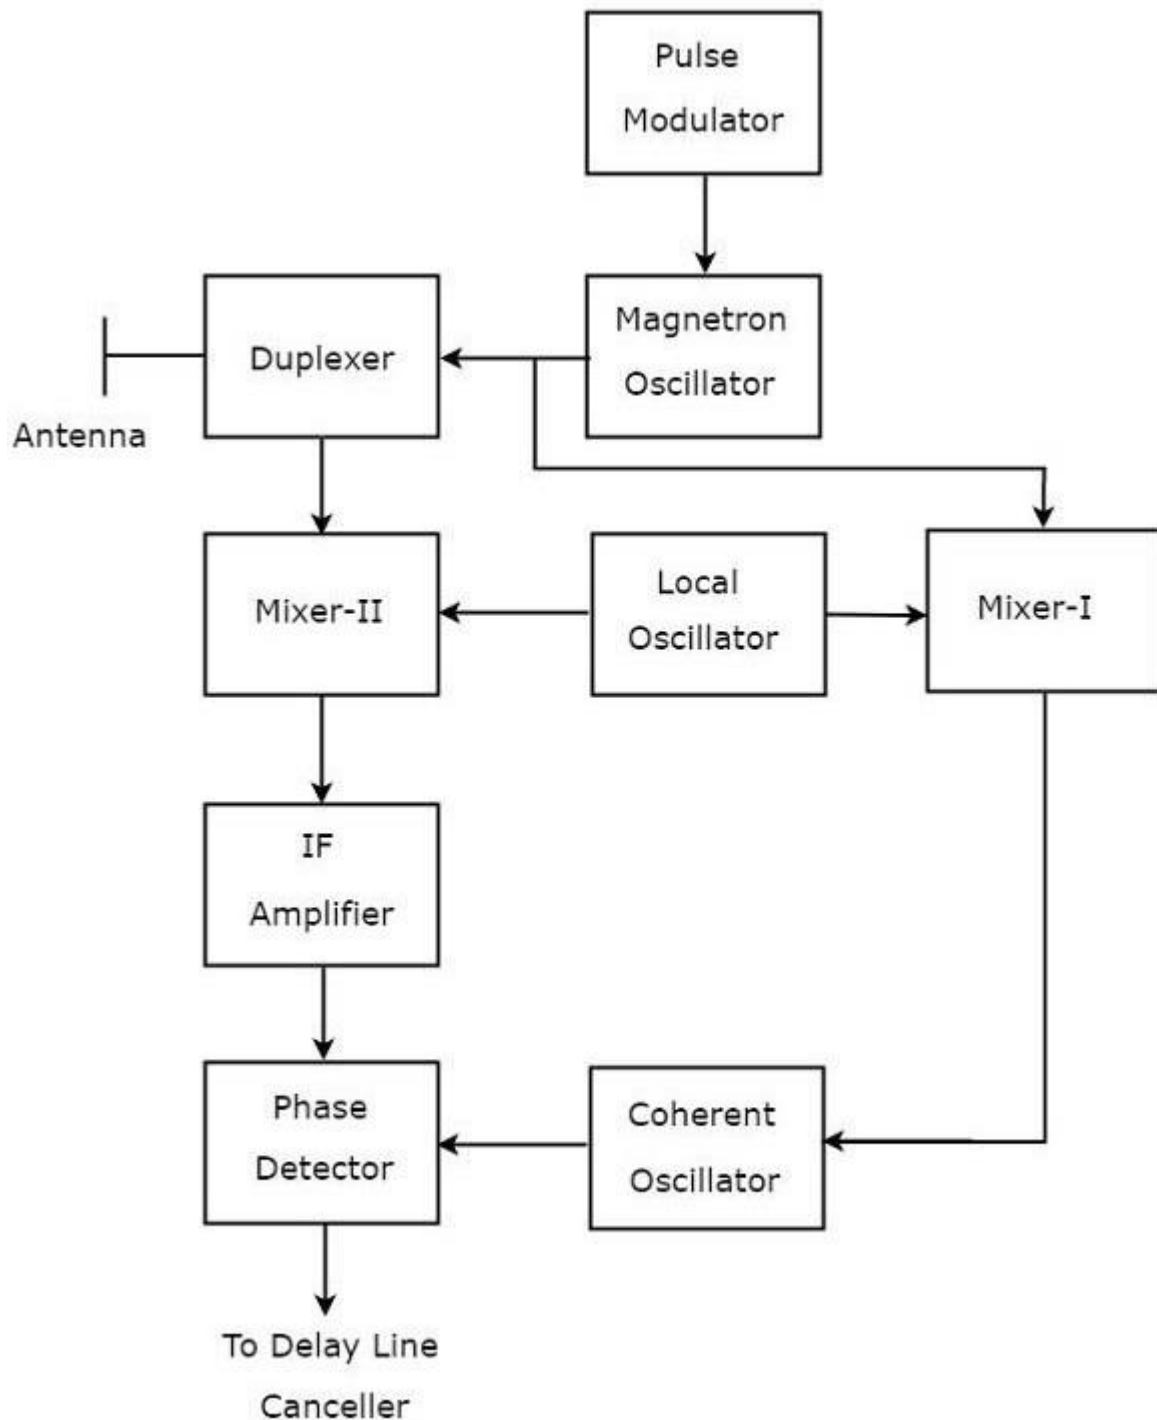 Pulse
Modulator
Duplexer
Magnetron
Oscillator
Antenna
Mixer-II
Local
Oscillator
Mixer-I
IF
Amplifier
Phase
Detector
Coherent
Oscillator
To Delay Line
Canceller